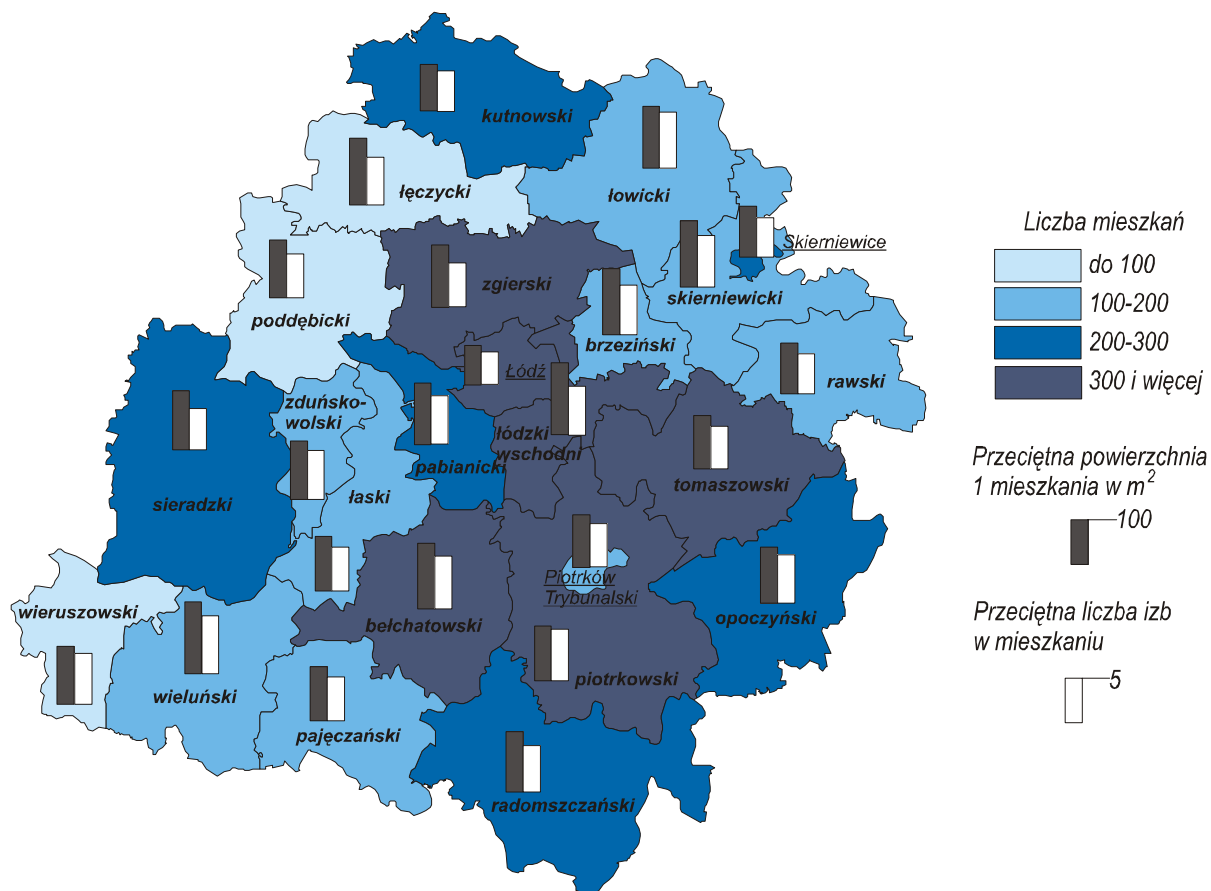 kutnowski
łęczycki
łowicki
Skierniewice
zgierski
skierniewicki
poddębicki
brzeziński
Łódź
rawski
zduńsko-
wolski
łódzki
wschodni
pabianicki
tomaszowski
sieradzki
łaski
Piotrków
Trybunalski
wieruszowski
bełchatowski
opoczyński
piotrkowski
wieluński
pajęczański
radomszczański
Liczba mieszkań
do 100
100-200
200-300
300 i więcej
Przeciętna powierzchnia
1 mieszkania w m²
100
Przeciętna liczba izb
w mieszkaniu
5